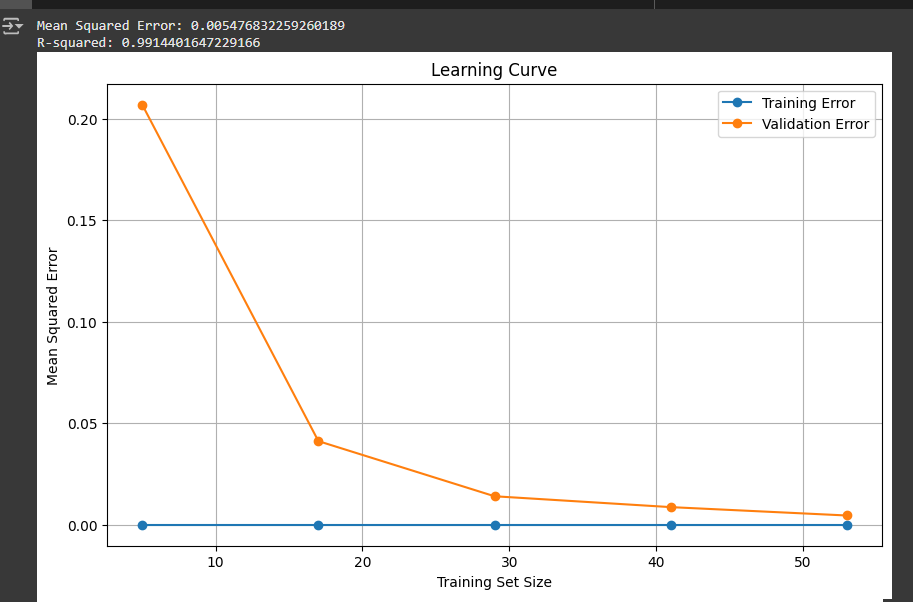 Mean Squared Error: 0.005476832259260189
R-squared: 0.9914401647229166
Learning Curve
Training Error
Validation Error
0.20
0.15
0.10
0.05
0.00
Mean Squared Error
10 20 30 40 50
Training Set Size